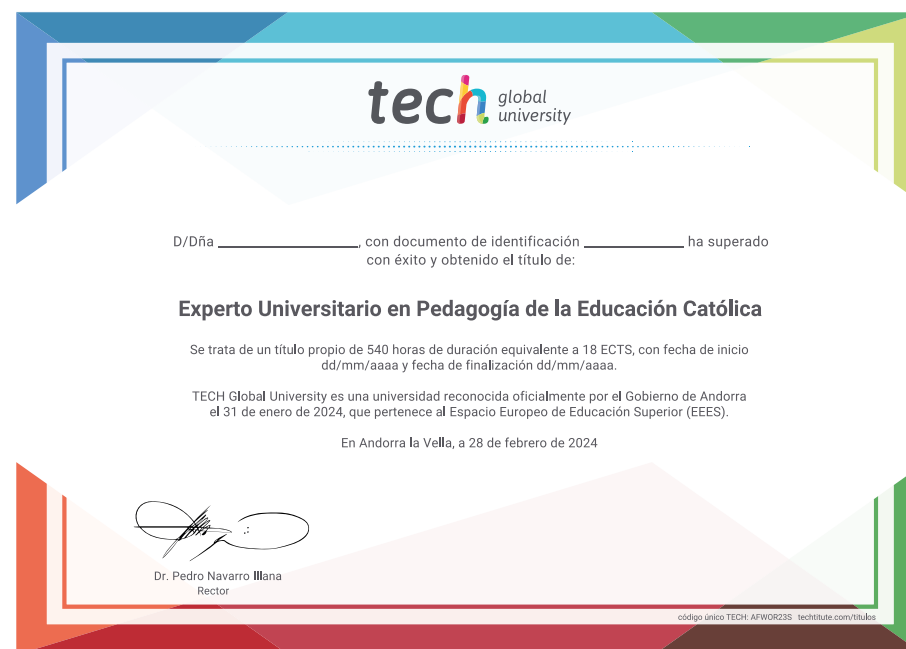 tech global university
D/Dña ____________________, con documento de identificación ______________ ha superado
con éxito y obtenido el título de:
Experto Universitario en Pedagogía de la Educación Católica
Se trata de un título propio de 540 horas de duración equivalente a 18 ECTS, con fecha de inicio
dd/mm/aaaa y fecha de finalización dd/mm/aaaa.
TECH Global University es una universidad reconocida oficialmente por el Gobierno de Andorra
el 31 de enero de 2024, que pertenece al Espacio Europeo de Educación Superior (EEES).
En Andorra la Vella, a 28 de febrero de 2024
Dr. Pedro Navarro Illana
Rector
código único TECH: AFWOR23S techtitute.com/titulos